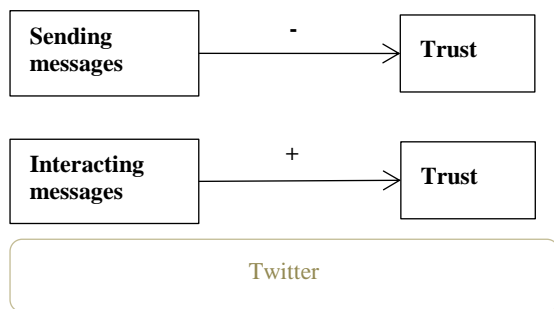 Sending
messages
-
Trust
Interacting
messages
+
Trust
Twitter